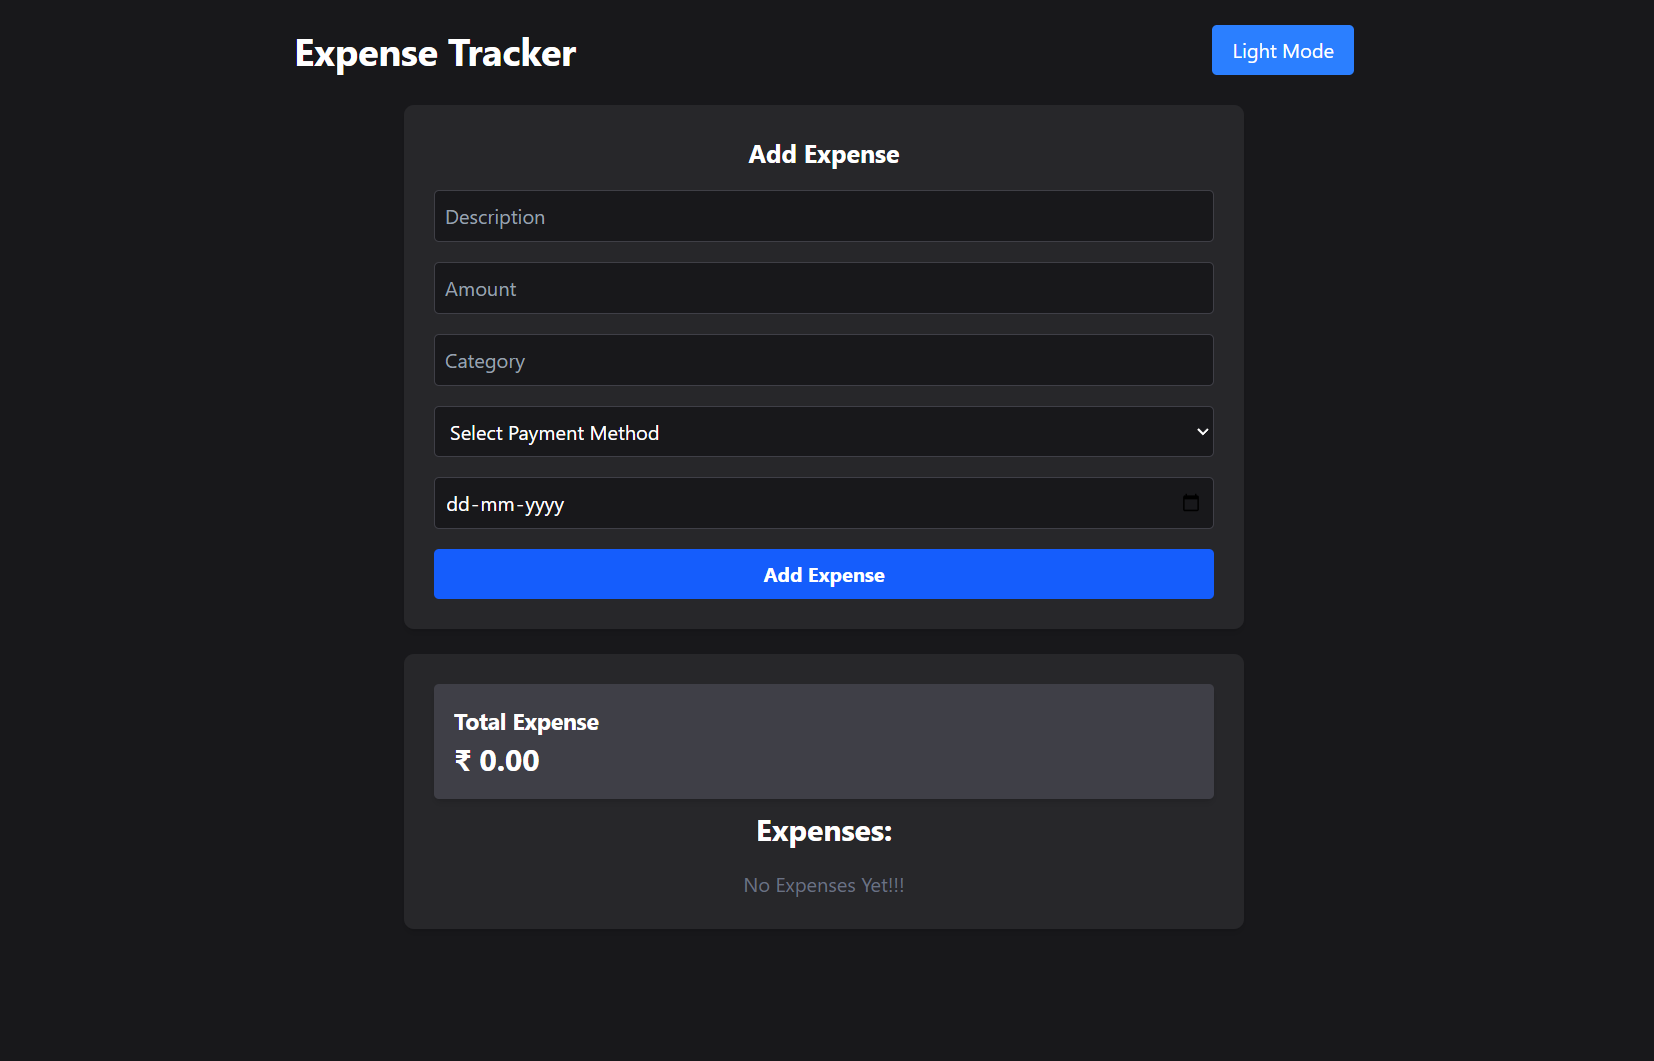 Expense Tracker
Light Mode
Add Expense
Description
Amount
Category
Select Payment Method
dd-mm-yyyy
Add Expense
Total Expense
₹ 0.00
Expenses:
No Expenses Yet!!!